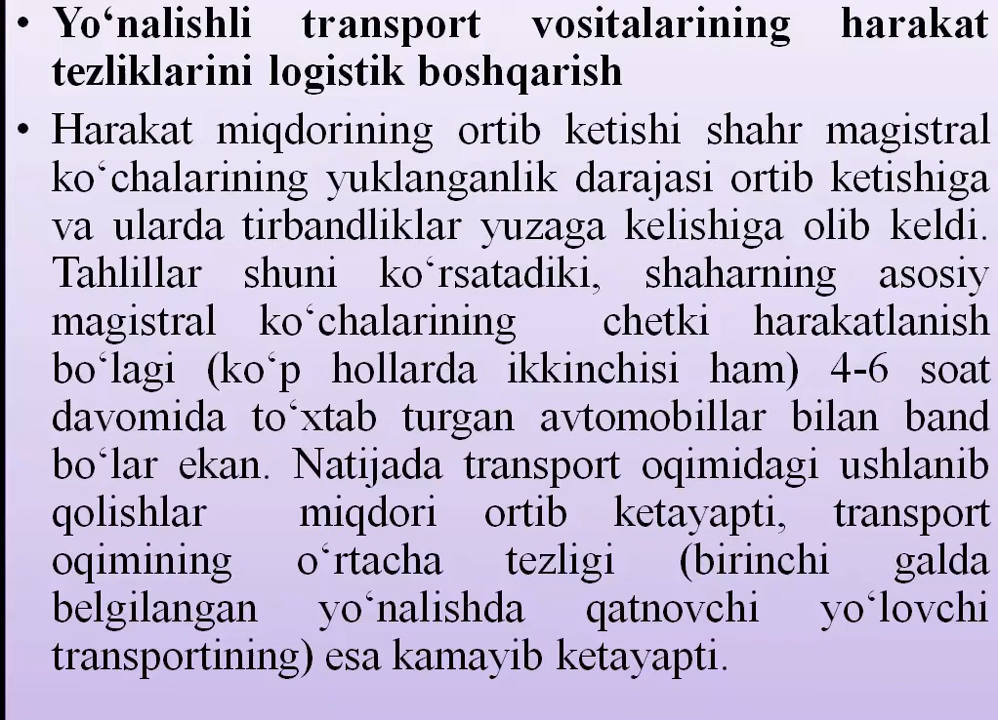 • Yo‘nalishli transport vositalarining harakat
tezliklarini logistik boshqarish
• Harakat miqdorining ortib ketishi shahr magistral
ko‘chalarining yuklanganlik darajasi ortib ketishiga
va ularda tirbandliklar yuzaga kelishiga olib keldi.
Tahlillar shuni ko‘rsatadiki, shaharning asosiy
magistral ko‘chalarining chetki harakatlanish
bo‘lagi (ko‘p hollarda ikkinchisi ham) 4-6 soat
davomida to‘xtab turgan avtomobillar bilan band
bo‘lar ekan. Natijada transport oqimidagi ushlanib
qolishlar miqdori ortib ketayapti, transport
oqimining o‘rtacha tezligi (birinchi galda
belgilangan yo‘nalishda qatnovchi yo‘lovchi
transportining) esa kamayib ketayapti.